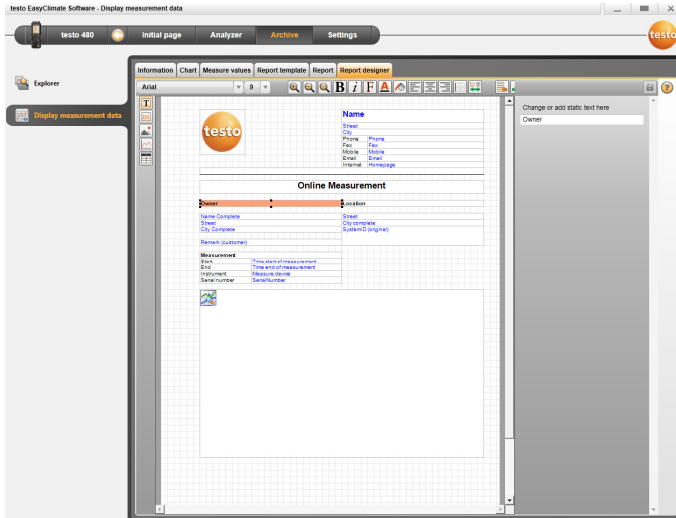 testo EasyClimate Software - Display measurement data
testo 480 Initial page Analyzer Archive Settings
testo
Explorer
Display measurement data
Information Chart Measure values Report template Report Report designer
Arial 9 B i F A
T
Change or add static text here
Owner
testo
Name
Street
City
Phone Phone
Fax Fax
Mobile Mobile
Email Email
Internet Homepage
Online Measurement
Owner Location
Name Complete Street
Street City complete
City Complete SystemID (original)
Remark (customer)
Measurement
Start Time start of measurement
End Time end of measurement
Instrument Measure device
Serial number SerialNumber